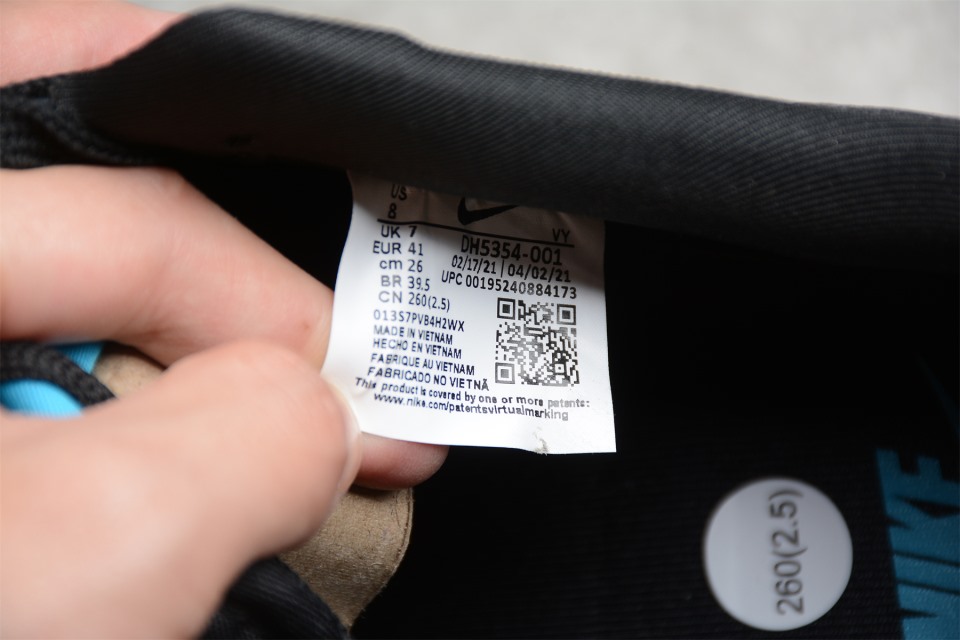 US
8
UK 7
EUR 41
cm 26
BR 39.5
CN 260(2.5)
VY
DH5354-001
02/17/21 | 04/02/21
UPC 00195240884173
013S7PVB4H2WX
MADE IN VIETNAM
HECHO EN VIETNAM
FABRIQUE AU VIETNAM
FABRICADO NO VIETNÃ
This product is covered by one or more patents:
www.nike.com/patentsvirtualmarking
260(2.5)
NIKE